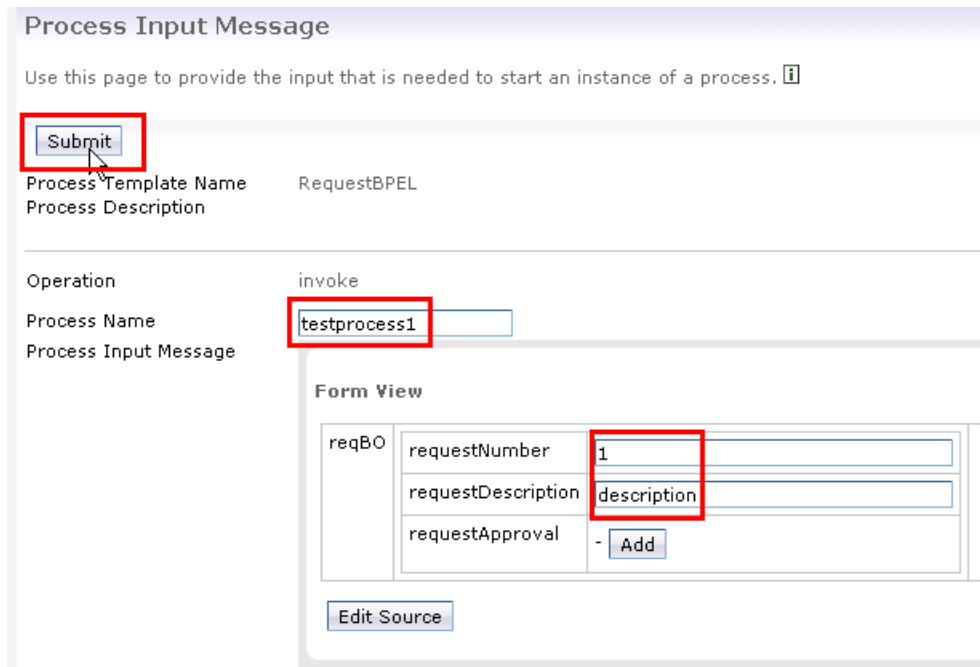 Process Input Message
Use this page to provide the input that is needed to start an instance of a process. i
Submit
Process Template Name RequestBPEL
Process Description
Operation invoke
Process Name testprocess1
Process Input Message
Form View
reqBO
requestNumber 1
requestDescription description
requestApproval - Add
Edit Source